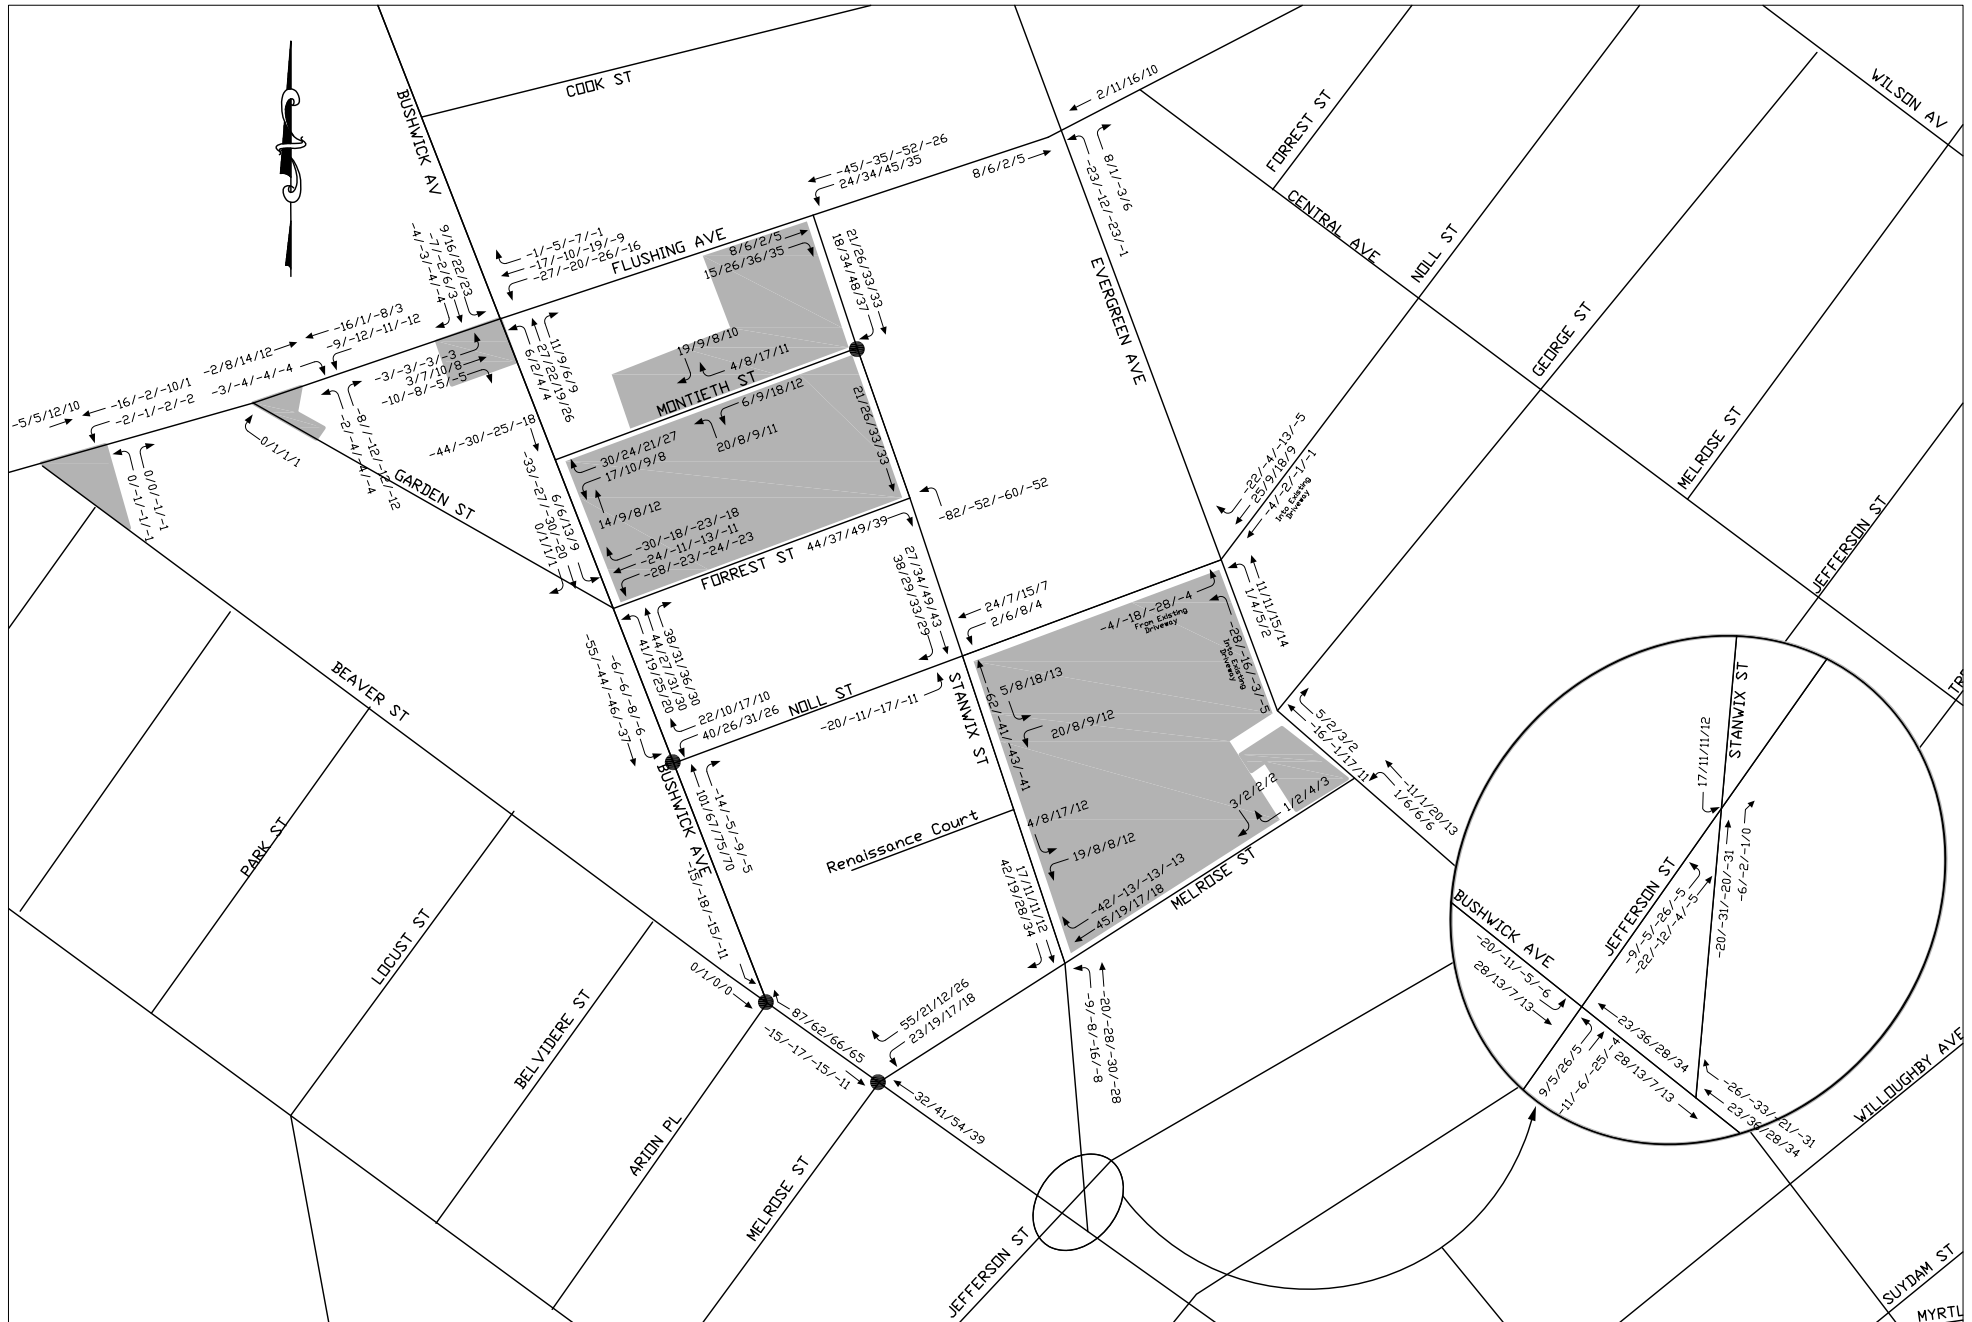 COOK ST
BUSHWICK AV
2/11/16/10
WILSON AV
FORREST ST
-45/-35/-52/-26
24/34/45/35
8/6/2/5
8/1/-3/6
-23/-12/-23/-1
CENTRAL AVE
NOLL ST
9/16/22/23
-7/-2/6/3
-4/-3/-4/-4
-1/-5/-7/-1
-17/-10/-19/-9
-27/-20/-26/-16
FLUSHING AVE
8/6/2/5
15/26/36/35
21/26/33/33
18/34/48/37
EVERGREEN AVE
GEORGE ST
-16/1/-8/3
-9/-12/-11/-12
-2/8/14/12
-3/-4/-4/-4
-3/-3/-3/-3
3/7/10/8
-10/-8/-5/-5
11/9/6/9
27/22/19/26
6/2/4/4
19/9/8/10
4/8/17/11
MONTIETH ST
6/9/18/12
20/8/9/11
21/26/33/33
-5/5/12/10
-16/-2/-10/1
-2/-1/-2/-2
0/0/-1/-1
0/-1/-1/-1
0/1/1/1
-8/-12/-12/-12
-2/-4/-4/-4
GARDEN ST
-44/-30/-25/-18
30/24/21/27
17/10/9/8
14/9/8/12
6/6/13/9
-33/-27/-30/-20
0/1/1/1
-30/-18/-23/-18
-24/-11/-13/-11
-28/-23/-24/-23
FORREST ST
44/37/49/39
-82/-52/-60/-52
-22/-4/-13/-5
25/9/18/9
-4/-2/-1/-1
Into Existing
Driveway
MELROSE ST
JEFFERSON ST
27/34/49/43
38/29/33/29
24/7/15/7
2/6/8/4
-4/-18/-28/-4
From Existing
Driveway
-28/-16/-3/-5
Into Existing
Driveway
11/11/15/14
1/4/5/2
BEAVER ST
38/31/36/30
44/27/31/30
41/19/25/20
-6/-6/-8/-6
-55/-44/-46/-37
22/10/17/10
40/26/31/26
NOLL ST
-20/-11/-17/-11
STANWIX ST
-62/-41/-43/-41
5/8/18/13
20/8/9/12
5/2/3/2
-16/-1/17/11
-11/1/20/13
1/6/6/6
STANWIX ST
17/11/11/12
BUSHWICK AVE
-14/-5/-9/-5
101/67/75/70
-15/-18/-15/-11
Renaissance Court
4/8/17/12
19/8/8/12
3/2/2/2
1/2/4/3
PARK ST
LOCUST ST
BELVIDERE ST
ARION PL
MELROSE ST
0/1/0/0
87/62/66/65
-15/-17/-15/-11
17/11/11/12
42/19/28/34
-42/-13/-13/-13
45/19/17/18
MELROSE ST
55/21/12/26
23/19/17/18
32/41/54/39
-20/-28/-30/-28
-9/-8/-16/-8
JEFFERSON ST
BUSHWICK AVE
-20/-11/-5/-6
28/13/7/13
JEFFERSON ST
-9/-5/-26/-5
-22/-12/-4/-5
-20/-31/-20/-31
-6/-2/-1/0
23/36/28/34
9/5/26/5
-11/-6/-25/-4
28/13/7/13
-26/-33/-21/-31
23/36/28/34
WILLOUGHBY AVE
SUYDAM ST
MYRTL
TR